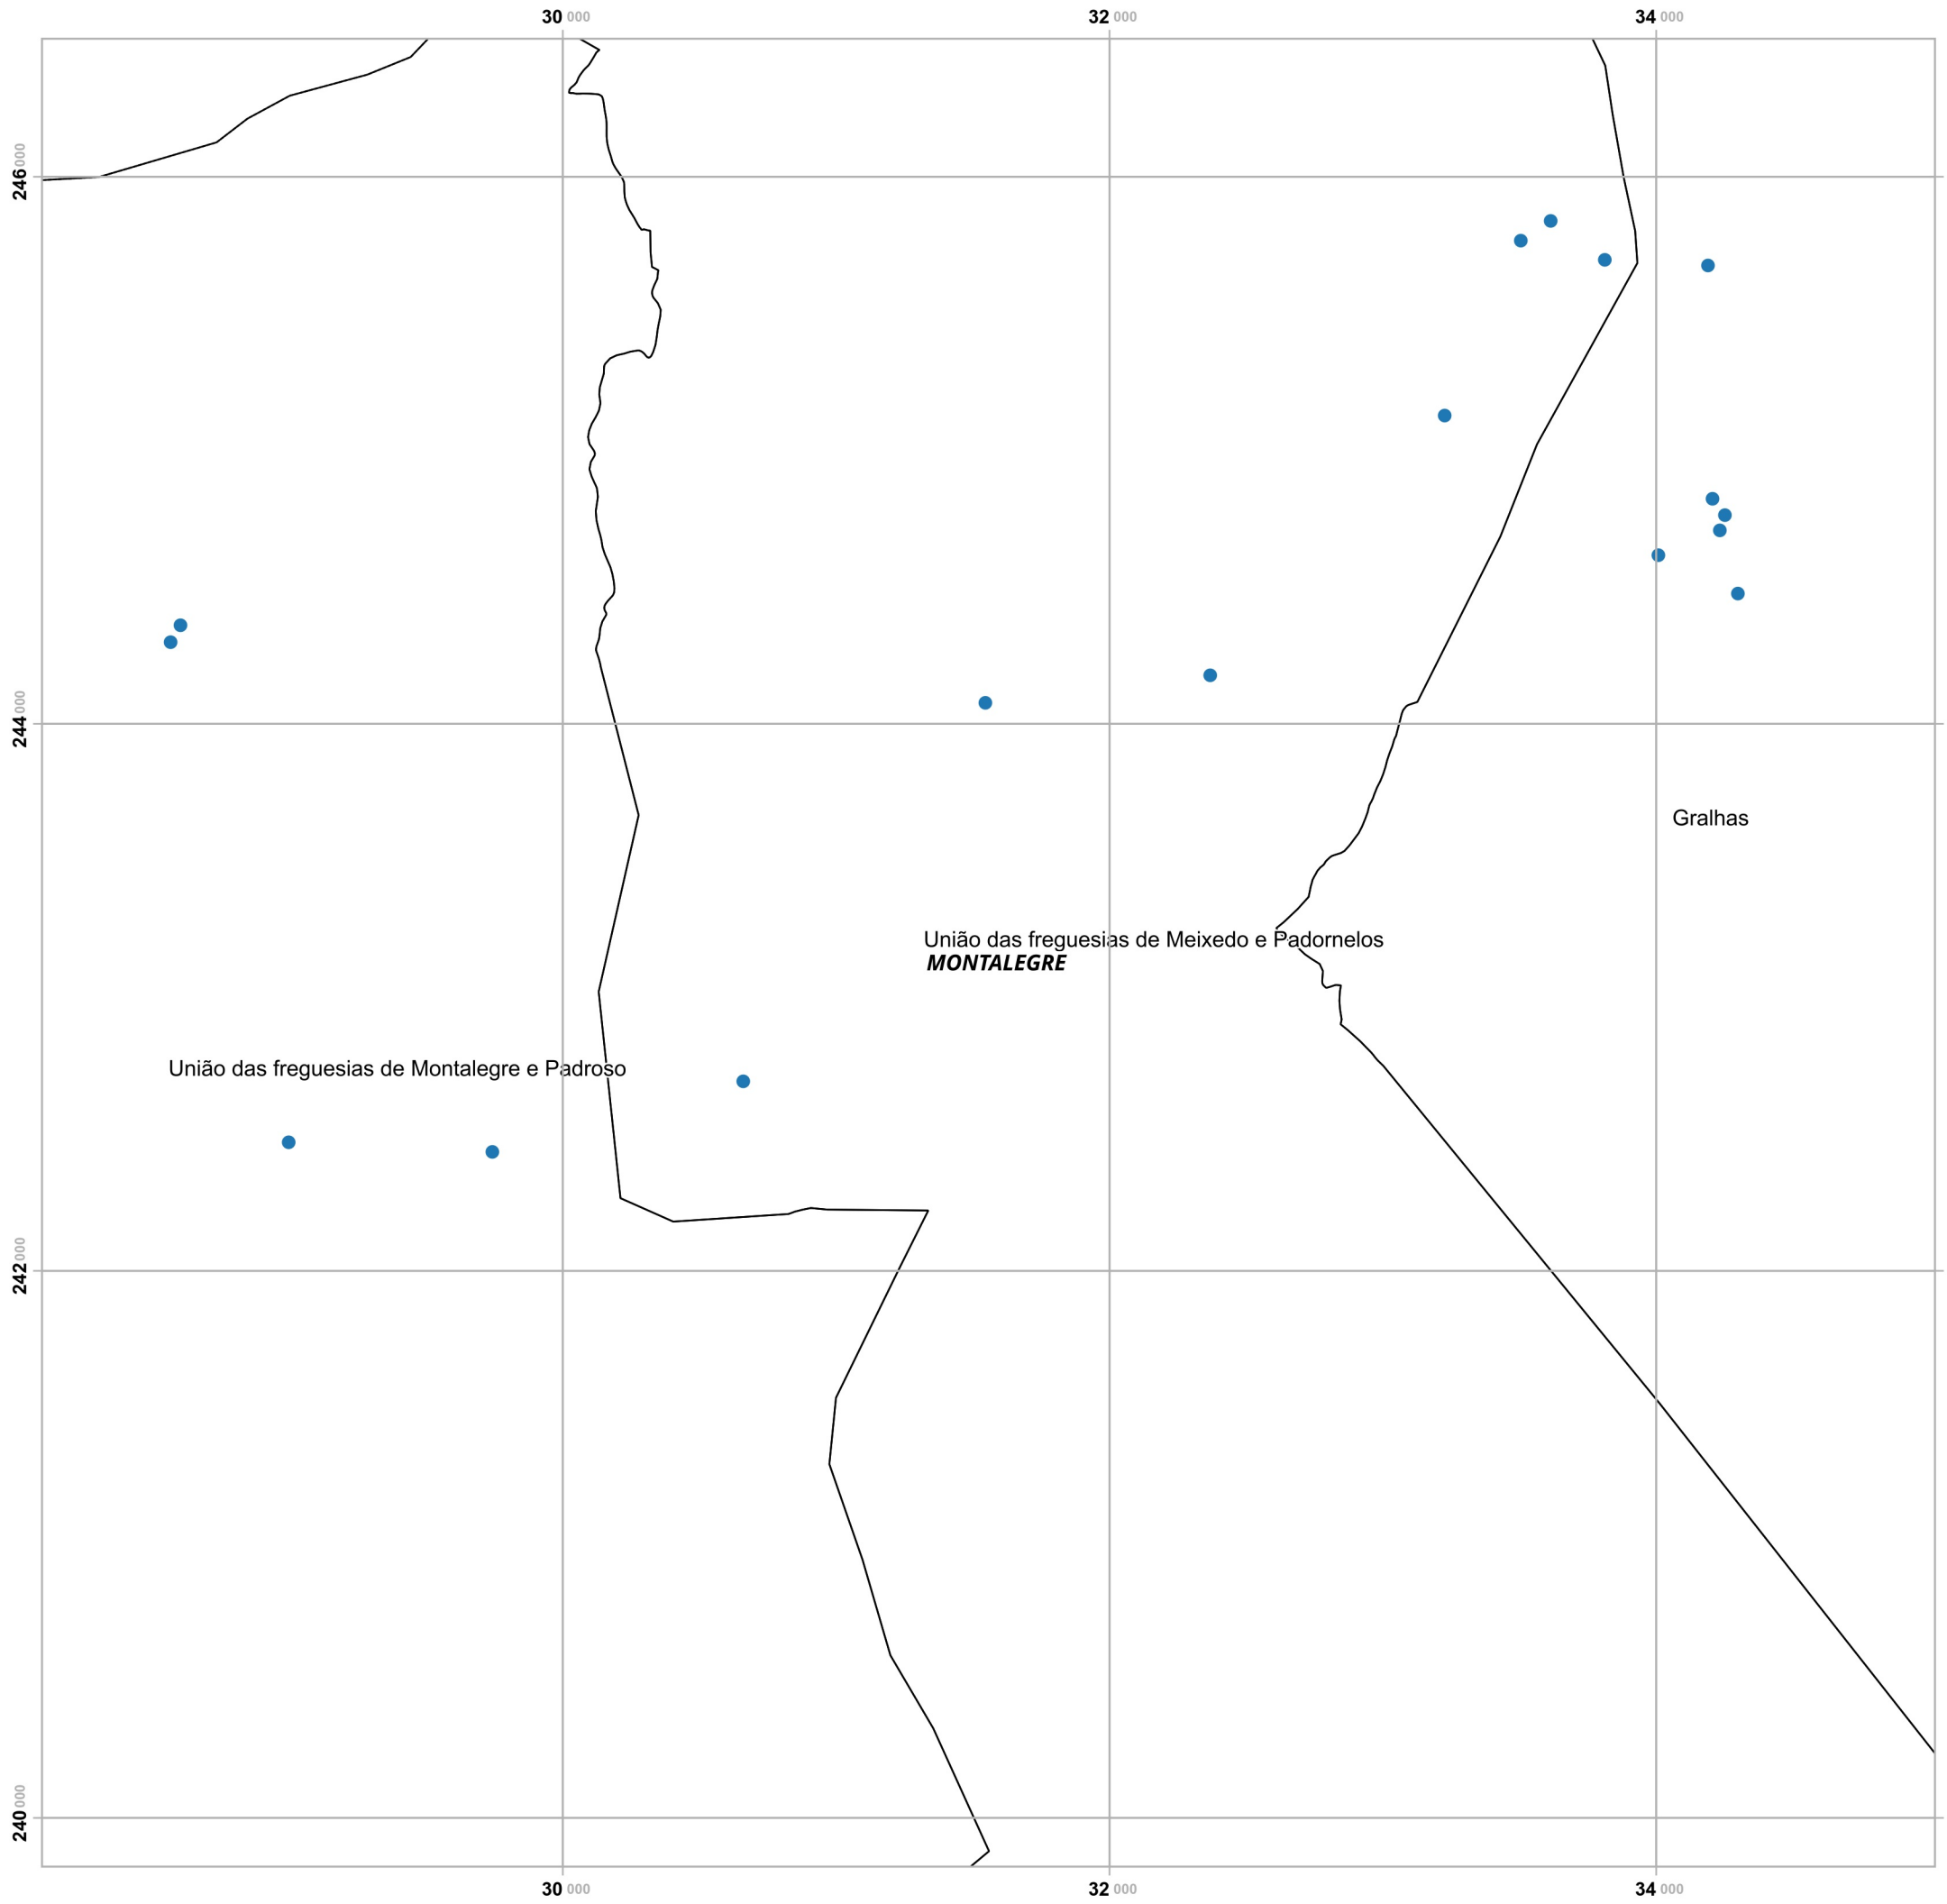 30 000 32 000 34 000
246 000
244 000
Gralhas
União das freguesias de Meixedo e Padornelos
MONTALEGRE
União das freguesias de Montalegre e Padroso
242 000
240 000
30 000 32 000 34 000